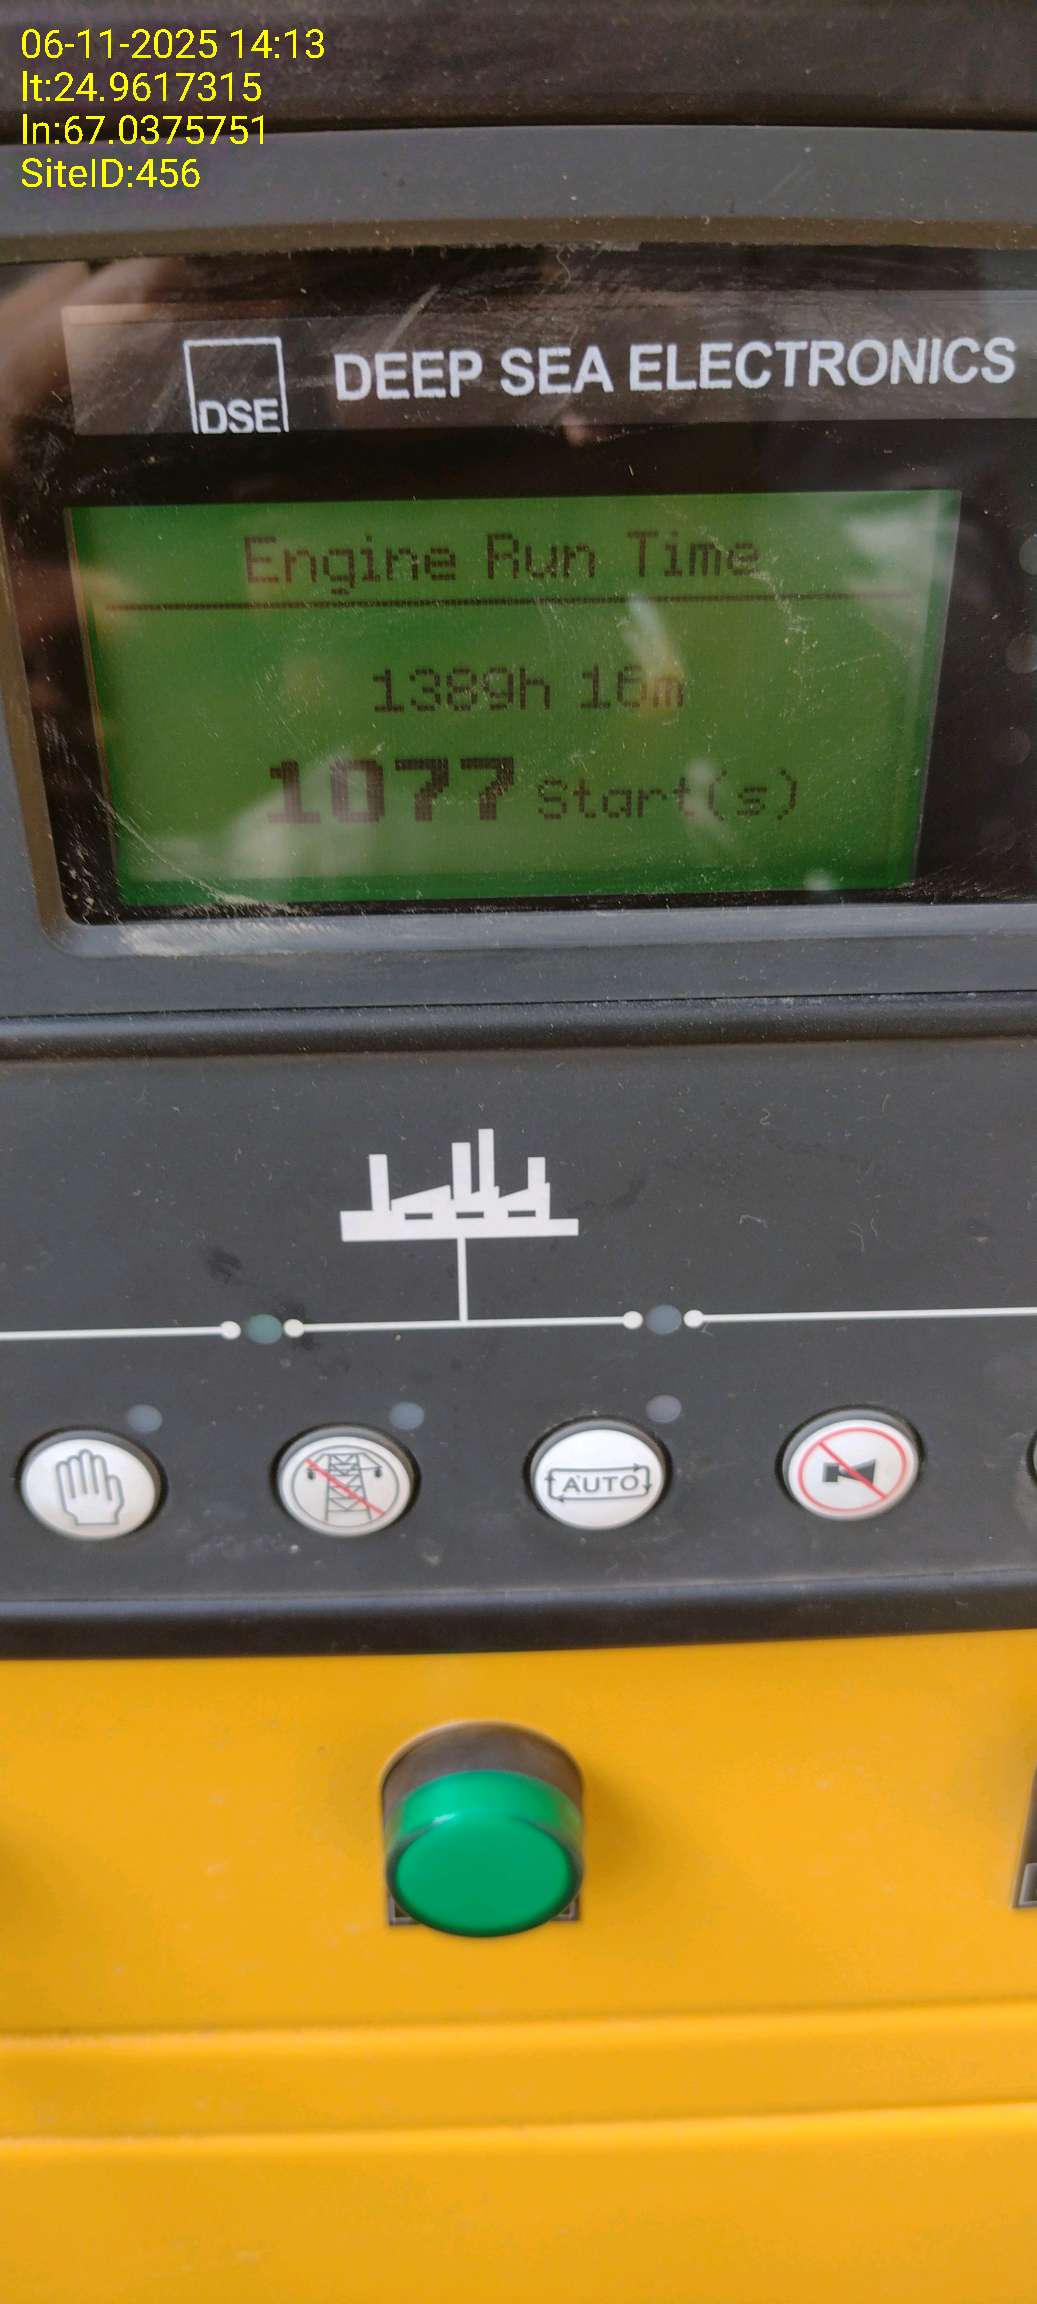 06-11-2025 14:13
lt:24.9617315
ln:67.0375751
SiteID:456
DSE
DEEP SEA ELECTRONICS
Engine Run Time
1389h 16m
1077 Start(s)
AUTO